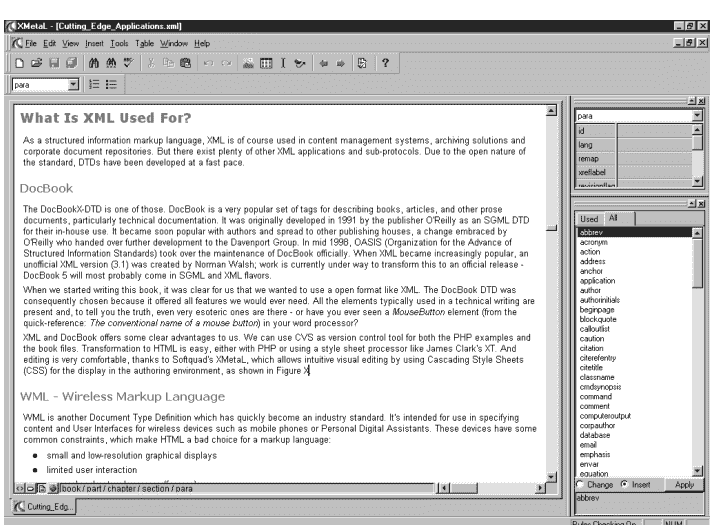 XMetaL - [Cutting_Edge_Applications.xml]
File Edit View Insert Tools Table Window Help
para
What Is XML Used For?
As a structured information markup language, XML is of course used in content management systems, archiving solutions and
corporate document repositories. But there exist plenty of other XML applications and sub-protocols. Due to the open nature of
the standard, DTDs have been developed at a fast pace.
DocBook
The DocBookX-DTD is one of those. DocBook is a very popular set of tags for describing books, articles, and other prose
documents, particularly technical documentation. It was originally developed in 1991 by the publisher O'Reilly as an SGML DTD
for their in-house use. It became soon popular with authors and spread to other publishing houses, a change embraced by
O'Reilly who handed over further development to the Davenport Group. In mid 1998, OASIS (Organization for the Advance of
Structured Information Standards) took over the maintenance of DocBook officially. When XML became increasingly popular, an
unofficial XML version (3.1) was created by Norman Walsh; work is currently under way to transform this to an official release -
DocBook 5 will most probably come in SGML and XML flavors.
When we started writing this book, it was clear for us that we wanted to use a open format like XML. The DocBook DTD was
consequently chosen because it offered all features we would ever need. All the elements typically used in a technical writing are
present and, to tell you the truth, even very esoteric ones are there - or have you ever seen a MouseButton element (from the
quick-reference: The conventional name of a mouse button) in your word processor?
XML and DocBook offers some clear advantages to us. We can use CVS as version control tool for both the PHP examples and
the book files. Transformation to HTML is easy, either with PHP or using a style sheet processor like James Clark's XT. And
editing is very comfortable, thanks to Softquad's XMetaL, which allows intuitive visual editing by using Cascading Style Sheets
(CSS) for the display in the authoring environment, as shown in Figure X
WML - Wireless Markup Language
WML is another Document Type Definition which has quickly become an industry standard. It's intended for use in specifying
content and User Interfaces for wireless devices such as mobile phones or Personal Digital Assistants. These devices have some
common constraints, which make HTML a bad choice for a markup language:
• small and low-resolution graphical displays
• limited user interaction
book / part / chapter / section / para
Cutting_Edg...
para
id
lang
remap
xreflabel
revisionflag
Used All
abbrev
acronym
action
address
anchor
application
author
authorinitials
beginpage
blockquote
calloutlist
caution
citation
citerefentry
citetitle
classname
cmdsynopsis
command
comment
computeroutput
corpauthor
database
email
emphasis
envar
equation
Change Insert Apply
abbrev
Rules Checking On NUM